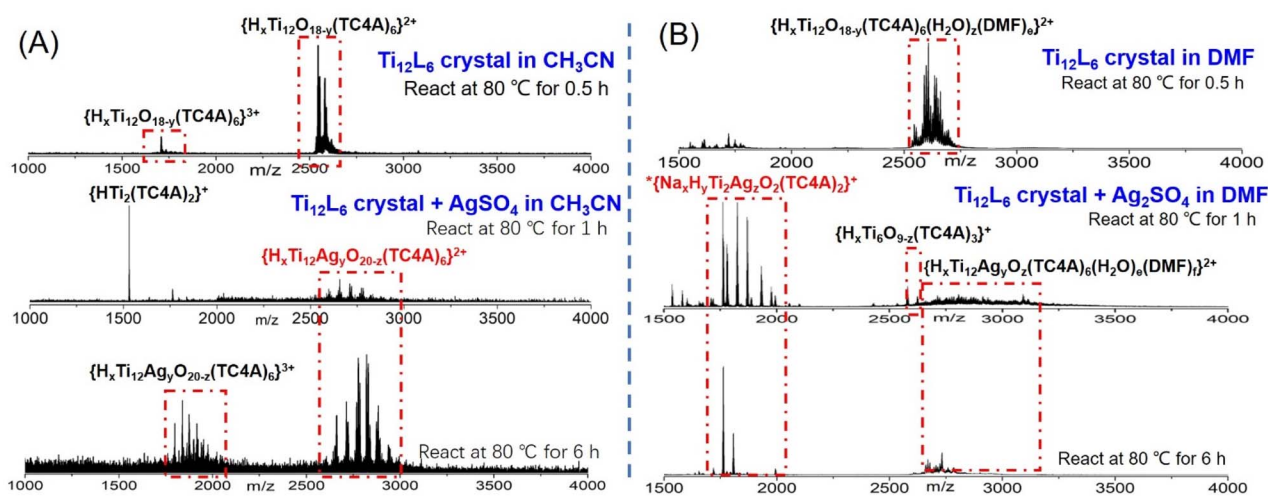 (A)
{HₓTi₁₂O₁₈₋ᵧ(TC4A)₆}²⁺
Ti₁₂L₆ crystal in CH₃CN
React at 80 ℃ for 0.5 h
{HₓTi₁₂O₁₈₋ᵧ(TC4A)₆}³⁺
1000 1500 2000 2500 3000 3500 4000
m/z
{HTi₂(TC4A)₂}⁺
Ti₁₂L₆ crystal + AgSO₄ in CH₃CN
React at 80 ℃ for 1 h
{HₓTi₁₂AgᵧO₂₀₋z(TC4A)₆}²⁺
1000 1500 2000 2500 3000 3500 4000
m/z
{HₓTi₁₂AgᵧO₂₀₋z(TC4A)₆}³⁺
React at 80 ℃ for 6 h
1000 1500 2000 2500 3000 3500 4000
m/z
(B)
{HₓTi₁₂O₁₈₋ᵧ(TC4A)₆(H₂O)z(DMF)ₑ}²⁺
Ti₁₂L₆ crystal in DMF
React at 80 ℃ for 0.5 h
1500 2000 2500 3000 3500 4000
m/z
*{NaₓHᵧTi₂AgzO₂(TC4A)₂}⁺
Ti₁₂L₆ crystal + Ag₂SO₄ in DMF
React at 80 ℃ for 1 h
{HₓTi₆O₉₋z(TC4A)₃}⁺
{HₓTi₁₂AgᵧOz(TC4A)₆(H₂O)ₑ(DMF)f}²⁺
1500 2000 2500 3000 3500 4000
m/z
React at 80 ℃ for 6 h
1500 2000 2500 3000 3500 4000
m/z